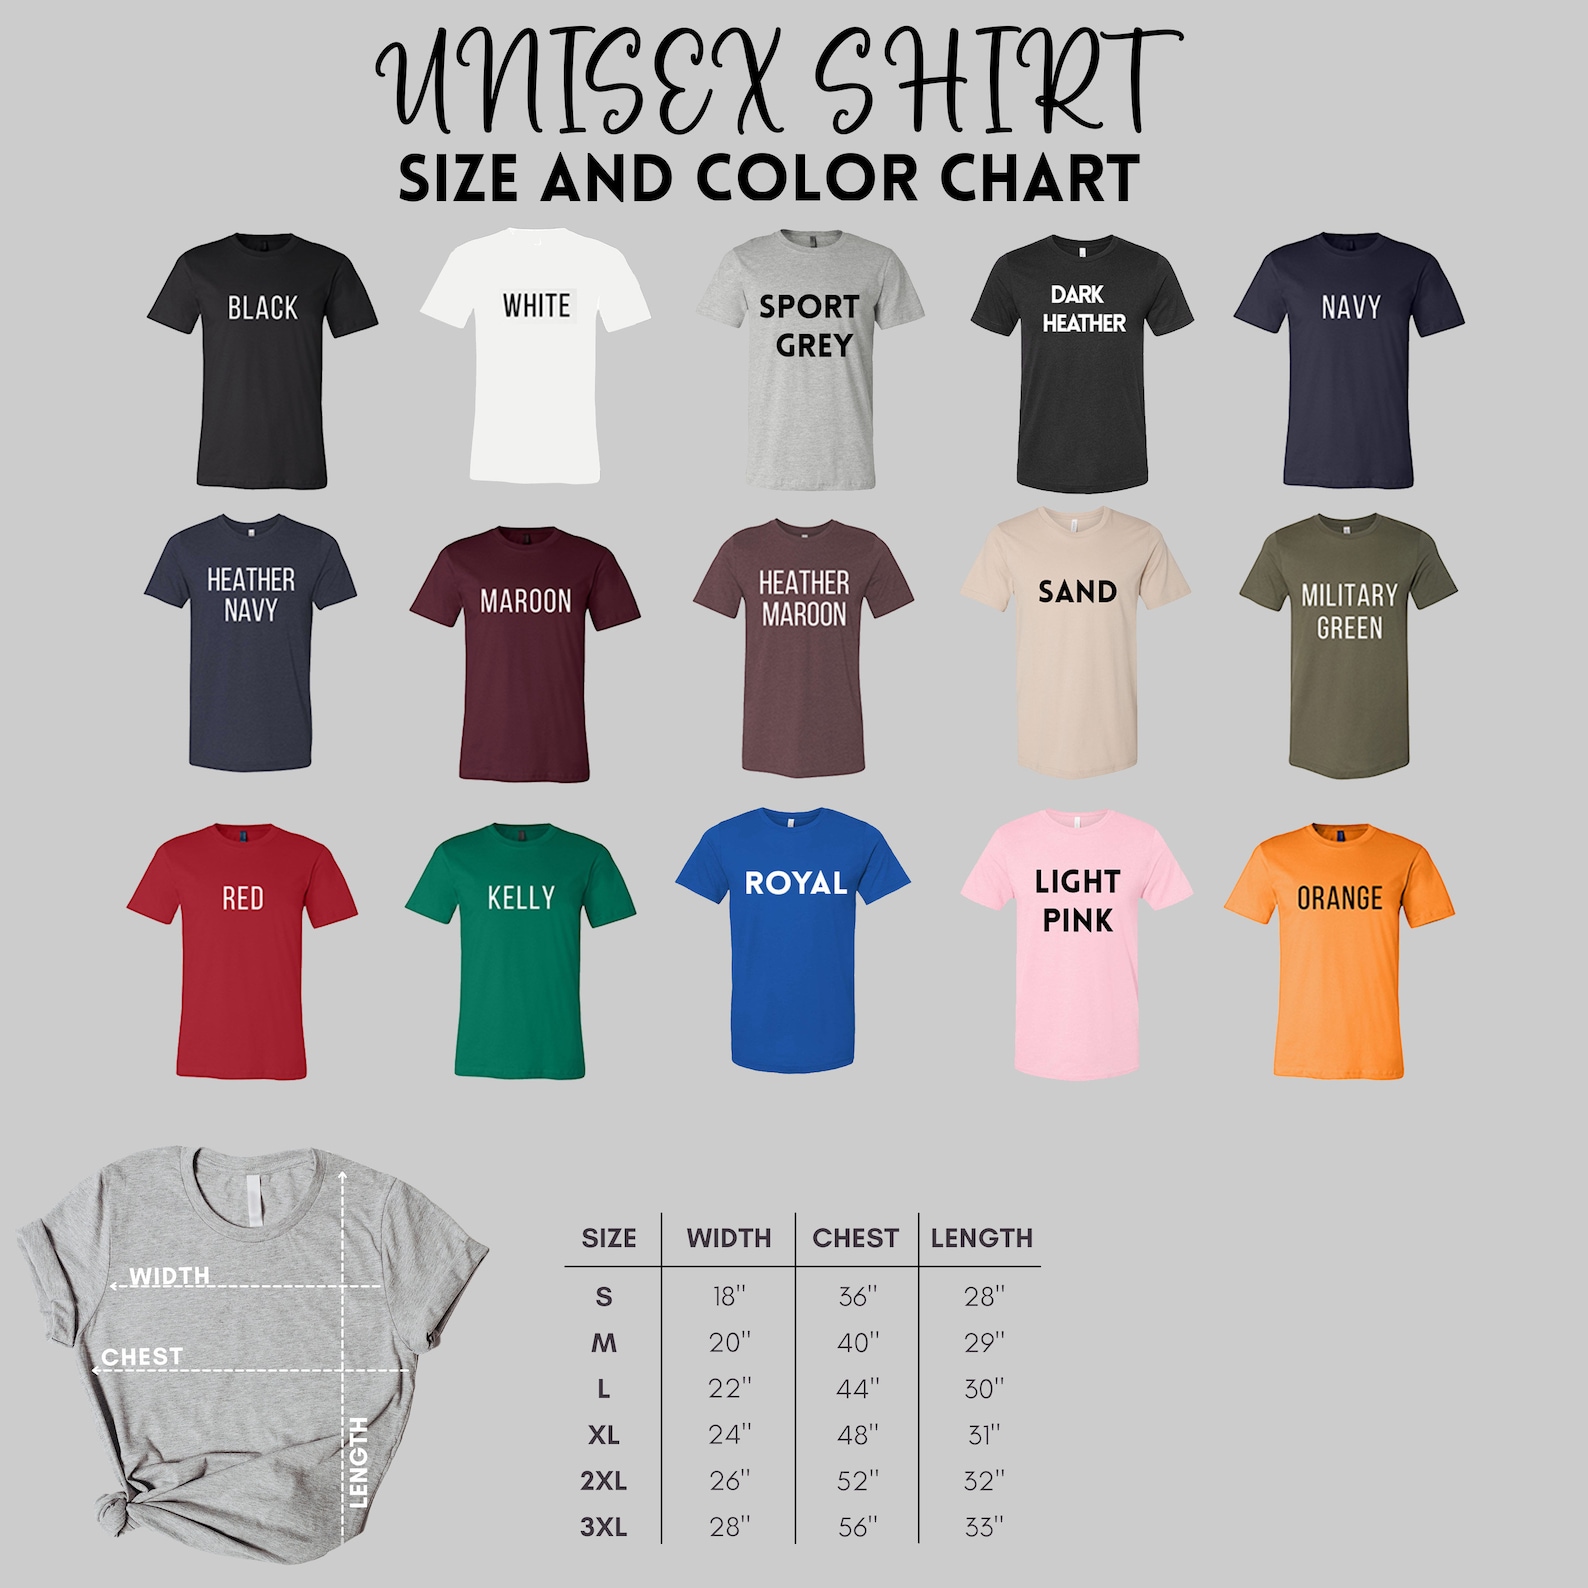 UNISEX SHIRT
SIZE AND COLOR CHART
BLACK
WHITE
SPORT
GREY
DARK
HEATHER
NAVY
HEATHER
NAVY
MAROON
HEATHER
MAROON
SAND
MILITARY
GREEN
RED
KELLY
ROYAL
LIGHT
PINK
ORANGE
WIDTH
CHEST
LENGTH
SIZE WIDTH CHEST LENGTH
S 18" 36" 28"
M 20" 40" 29"
L 22" 44" 30"
XL 24" 48" 31"
2XL 26" 52" 32"
3XL 28" 56" 33"